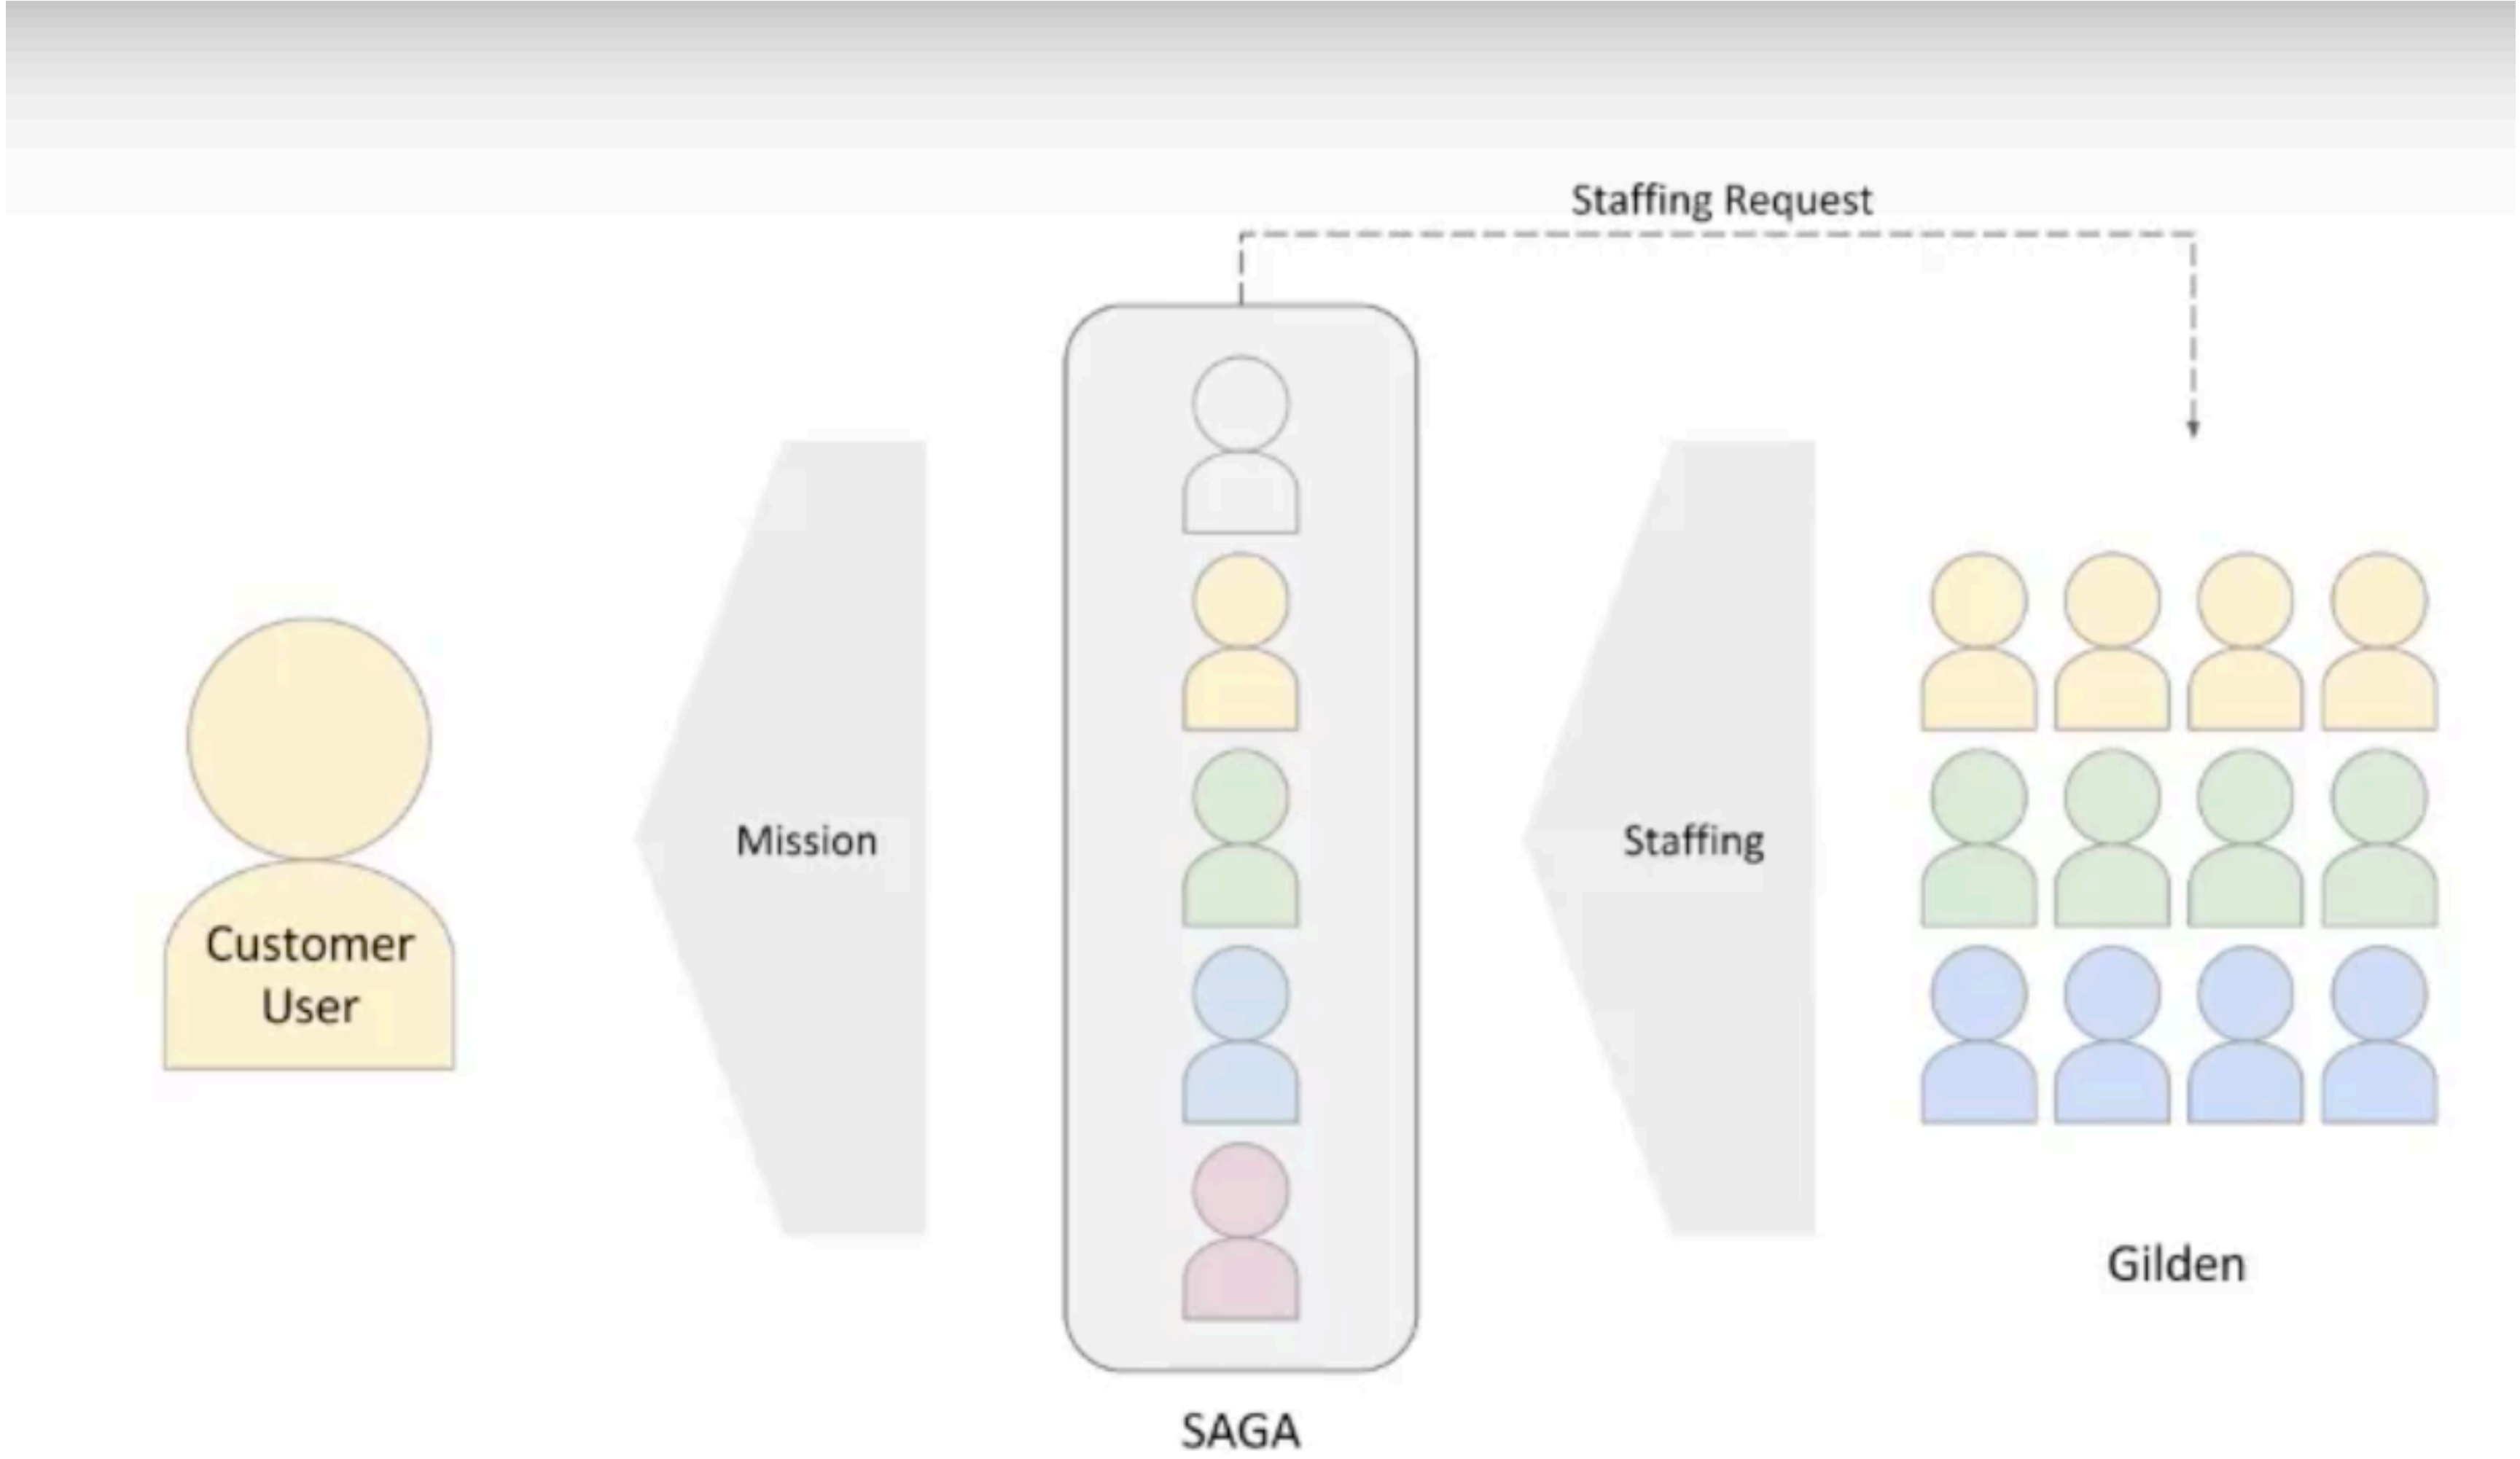 Staffing Request
Customer
User
Mission
Staffing
Gilden
SAGA